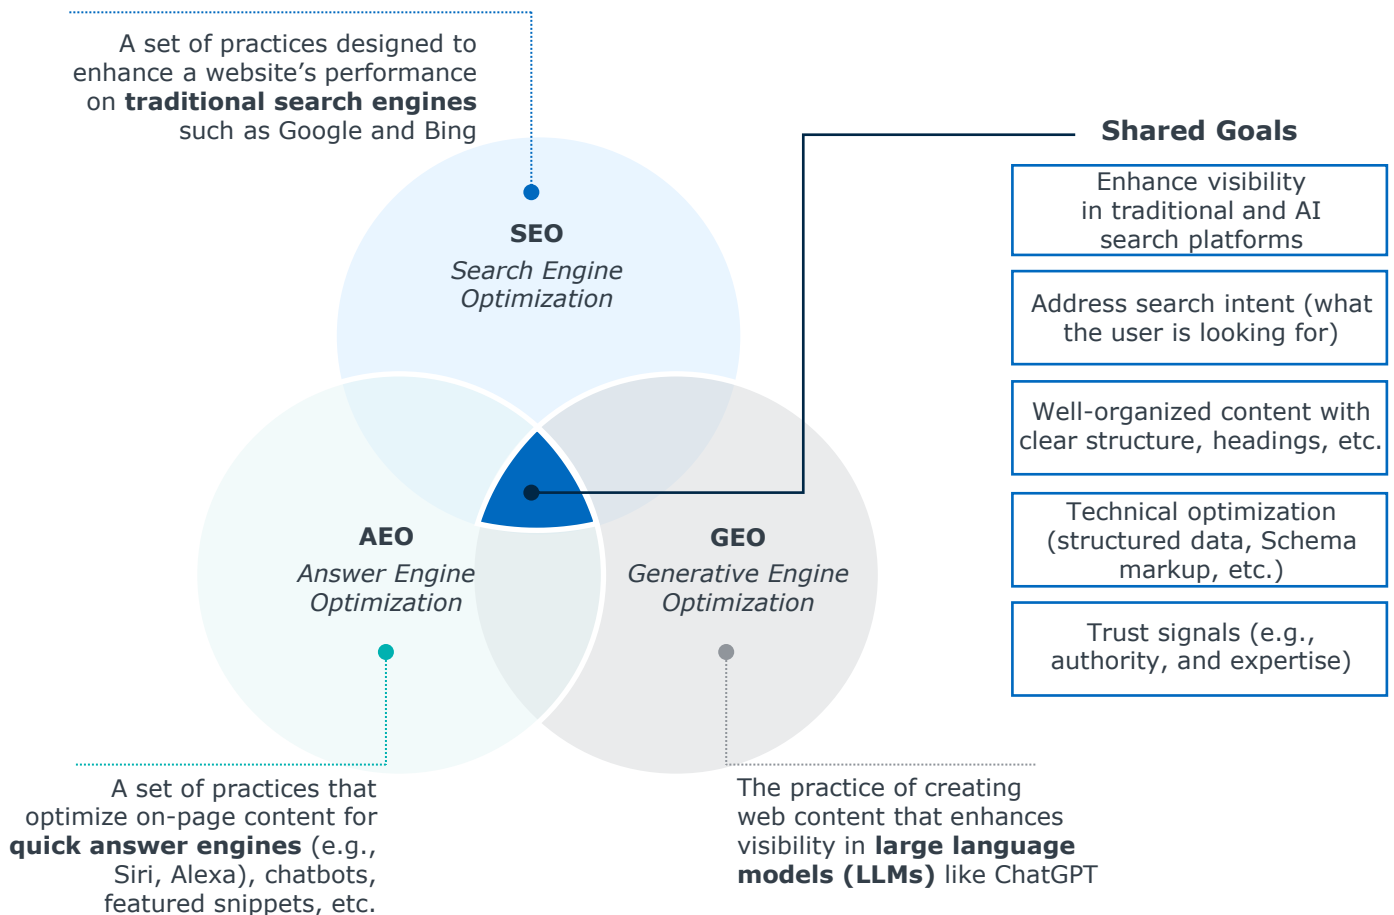 A set of practices designed to
enhance a website’s performance
on traditional search engines
such as Google and Bing
SEO
Search Engine
Optimization
AEO
Answer Engine
Optimization
GEO
Generative Engine
Optimization
A set of practices that
optimize on-page content for
quick answer engines (e.g.,
Siri, Alexa), chatbots,
featured snippets, etc.
The practice of creating
web content that enhances
visibility in large language
models (LLMs) like ChatGPT
Shared Goals
Enhance visibility
in traditional and AI
search platforms
Address search intent (what
the user is looking for)
Well-organized content with
clear structure, headings, etc.
Technical optimization
(structured data, Schema
markup, etc.)
Trust signals (e.g.,
authority, and expertise)